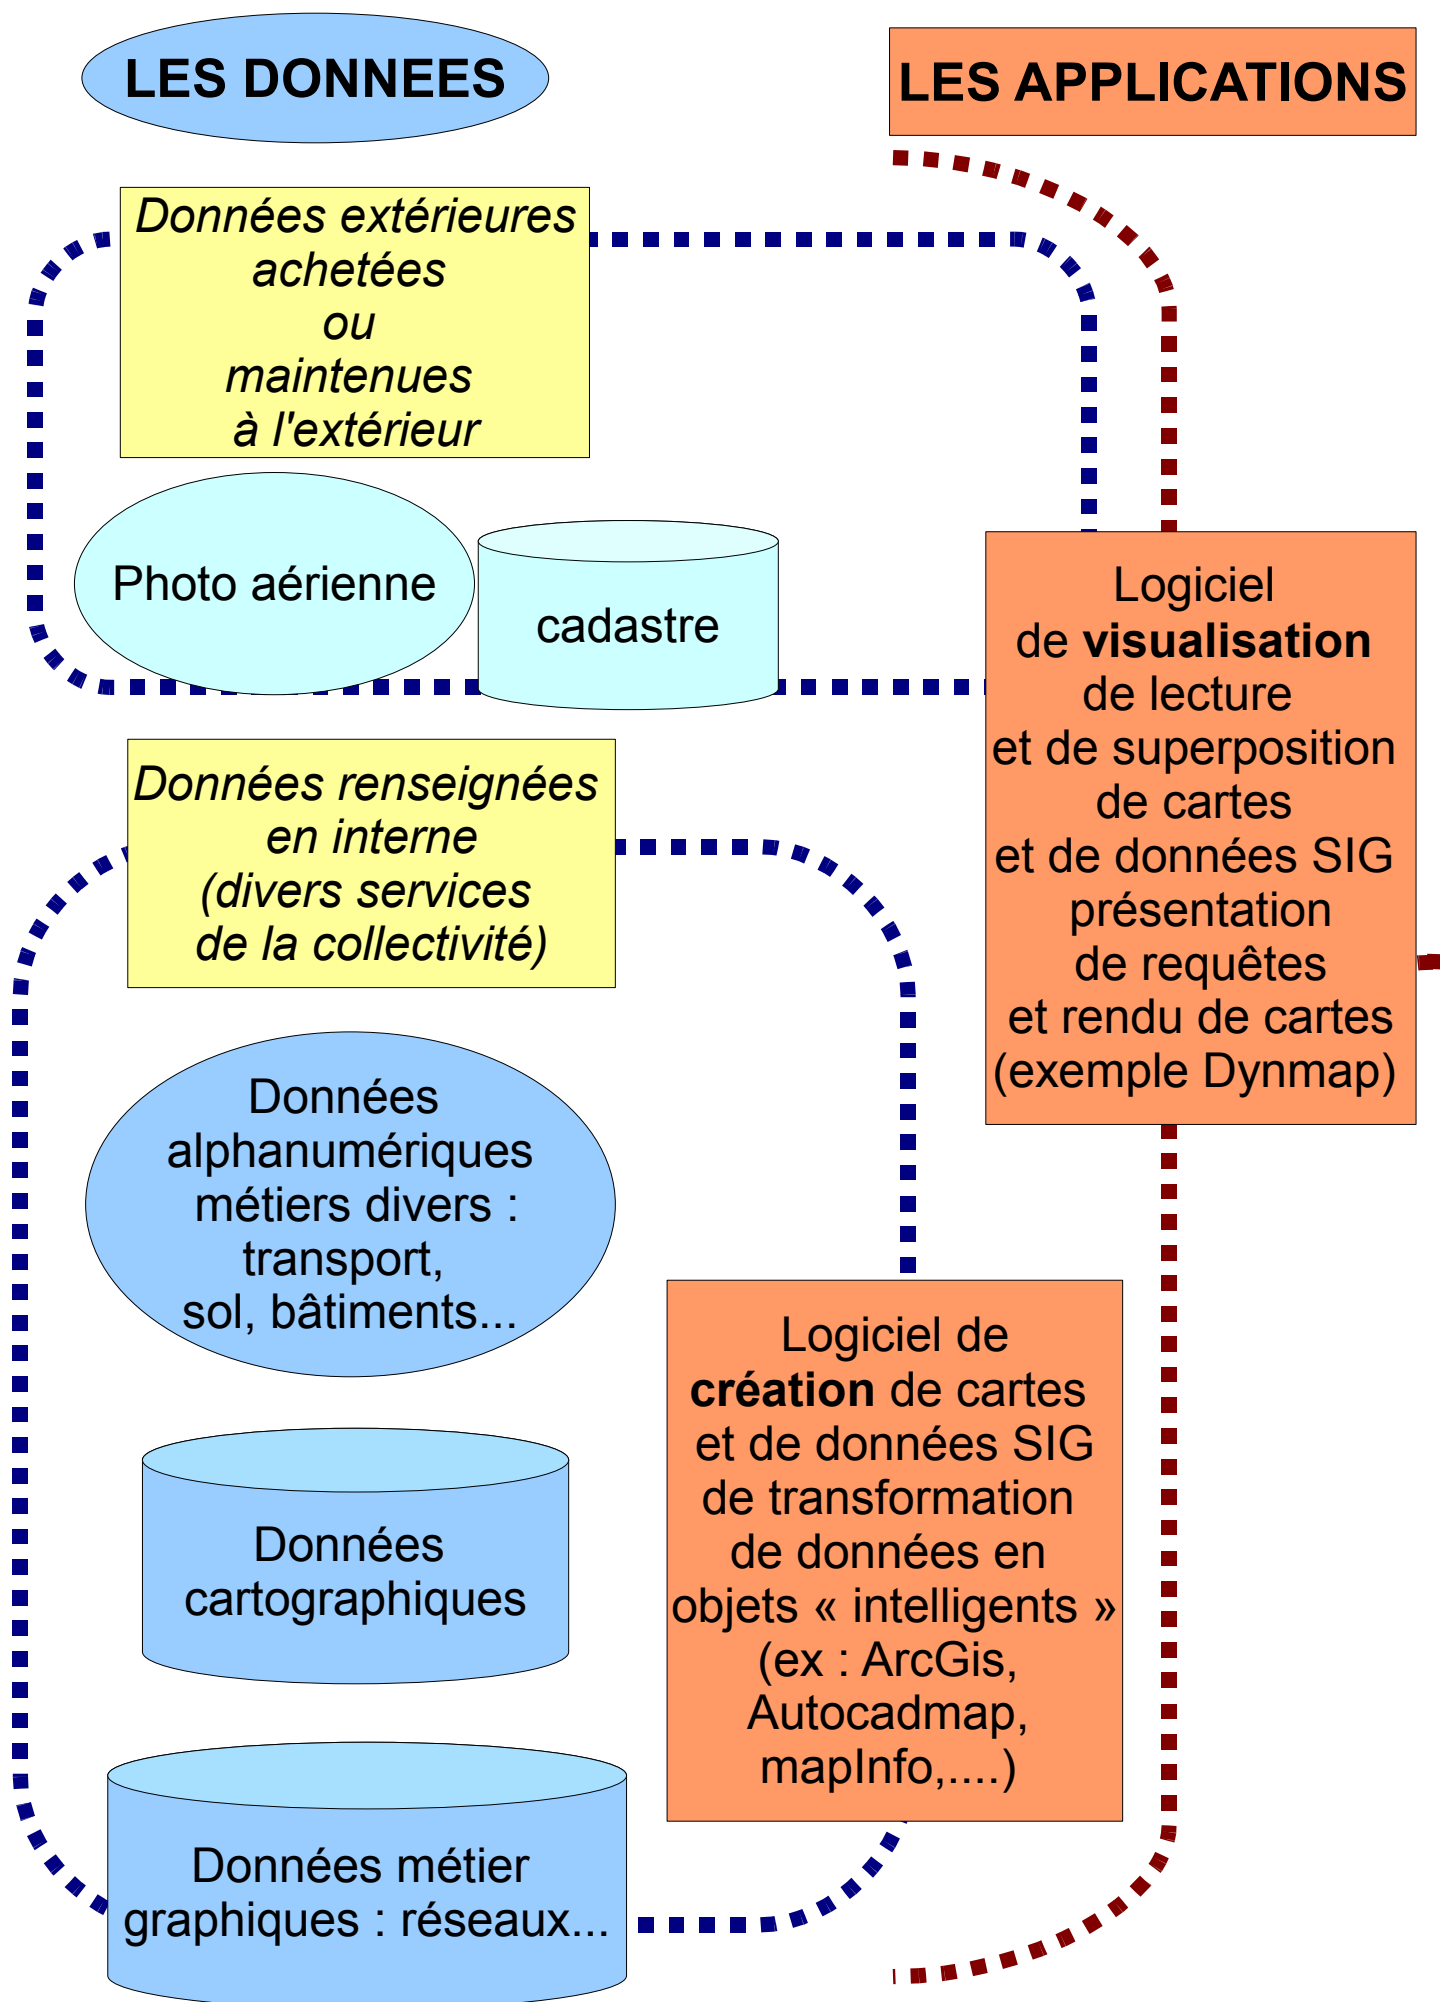 LES DONNEES
LES APPLICATIONS
Données extérieures
achetées
ou
maintenues
à l'extérieur
Photo aérienne
cadastre
Logiciel
de visualisation
de lecture
et de superposition
de cartes
et de données SIG
présentation
de requêtes
et rendu de cartes
(exemple Dynmap)
Données renseignées
en interne
(divers services
de la collectivité)
Données
alphanumériques
métiers divers :
transport,
sol, bâtiments...
Logiciel de
création de cartes
et de données SIG
de transformation
de données en
objets « intelligents »
(ex : ArcGis,
Autocadmap,
mapInfo,....)
Données
cartographiques
Données métier
graphiques : réseaux...